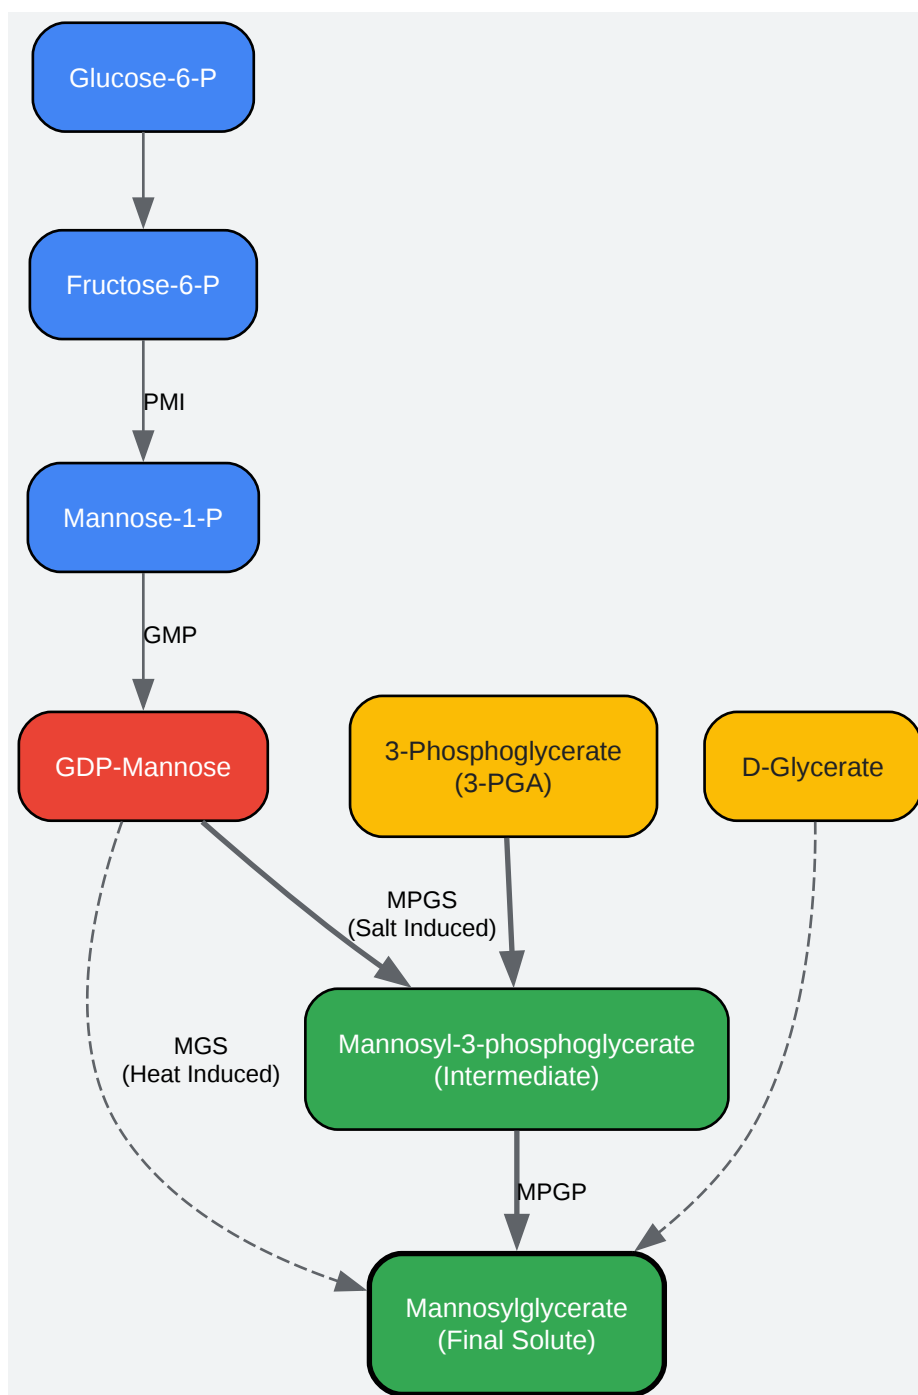 Glucose-6-P
Fructose-6-P
PMI
Mannose-1-P
GMP
GDP-Mannose
3-Phosphoglycerate
(3-PGA)
D-Glycerate
MPGS
(Salt Induced)
MGS
(Heat Induced)
Mannosyl-3-phosphoglycerate
(Intermediate)
MPGP
Mannosylglycerate
(Final Solute)